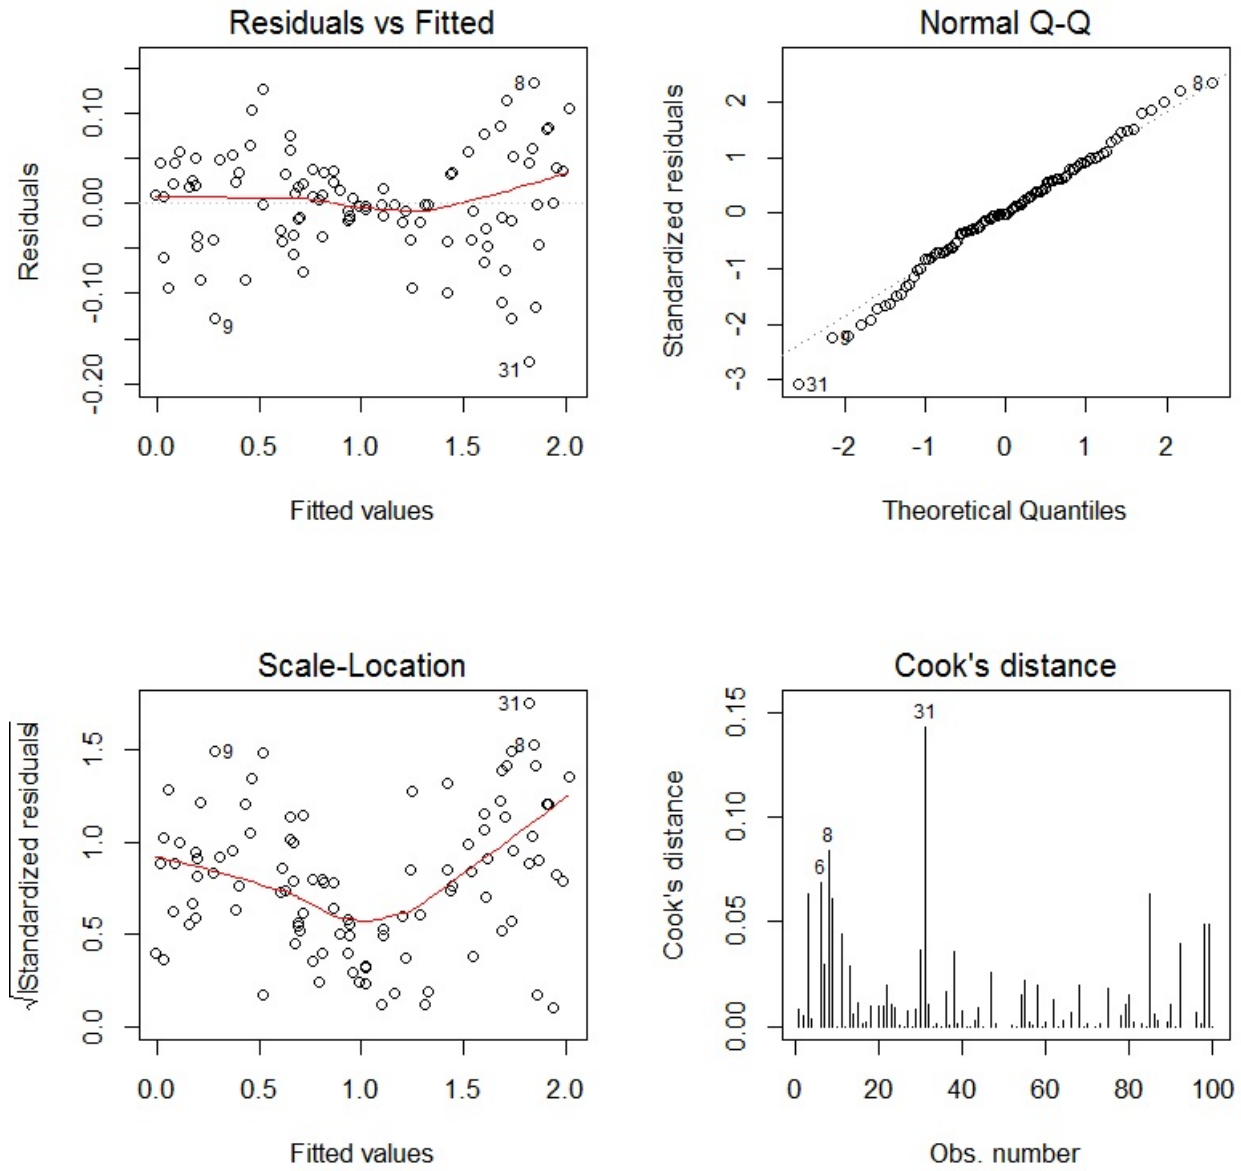 Residuals vs Fitted
Residuals
0.10
0.00
-0.10
-0.20
8
9
31
0.0 0.5 1.0 1.5 2.0
Fitted values
Normal Q-Q
Standardized residuals
2
1
0
-1
-2
-3
8
9
31
-2 -1 0 1 2
Theoretical Quantiles
Scale-Location
√|Standardized residuals|
1.5
1.0
0.5
0.0
31
8
9
0.0 0.5 1.0 1.5 2.0
Fitted values
Cook's distance
Cook's distance
0.15
0.10
0.05
0.00
31
8
6
0 20 40 60 80 100
Obs. number